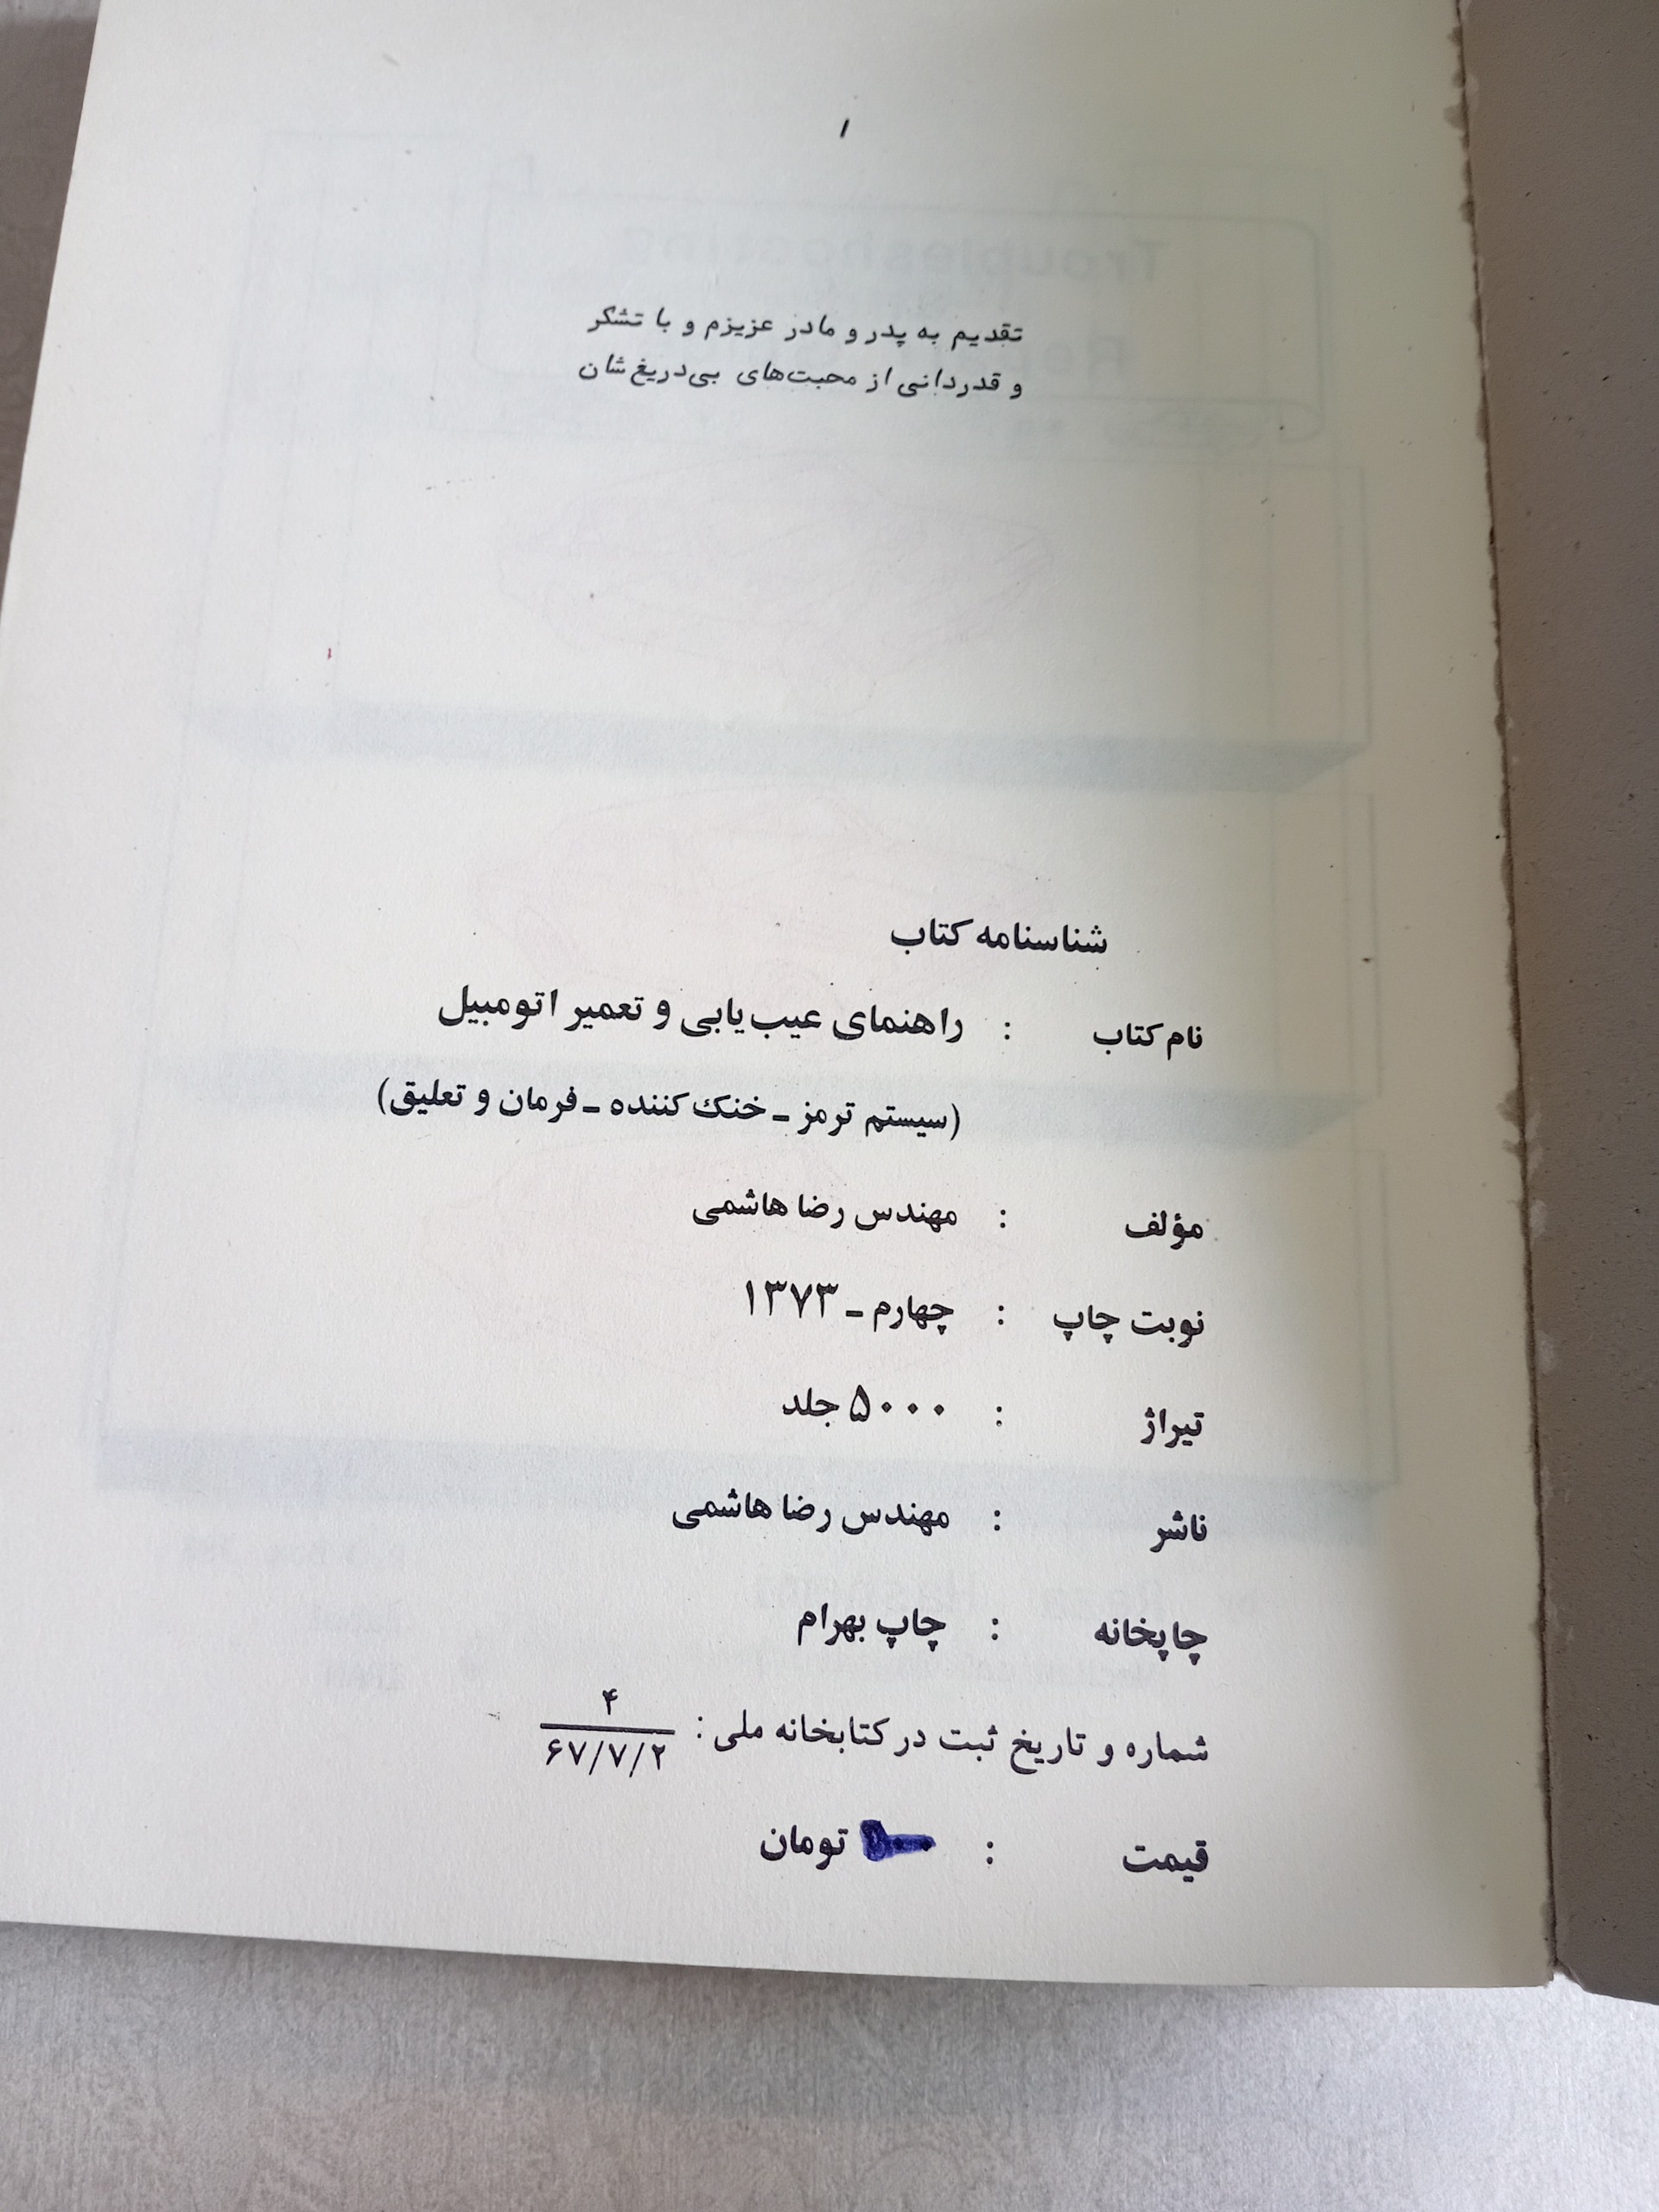 ۱
تقدیم به پدر و مادر عزیزم و با تشکر
و قدردانی از محبت‌های بی‌دریغ‌شان
شناسنامه کتاب
نام کتاب : راهنمای عیب‌یابی و تعمیر اتومبیل
(سیستم ترمز ـ خنک‌کننده ـ فرمان و تعلیق)
مؤلف : مهندس رضا هاشمی
نوبت چاپ : چهارم ـ ۱۳۷۳
تیراژ : ۵۰۰۰ جلد
ناشر : مهندس رضا هاشمی
چاپخانه : چاپ بهرام
شماره و تاریخ ثبت در کتابخانه ملی : ۴
۶۷/۷/۲
قیمت : تومان